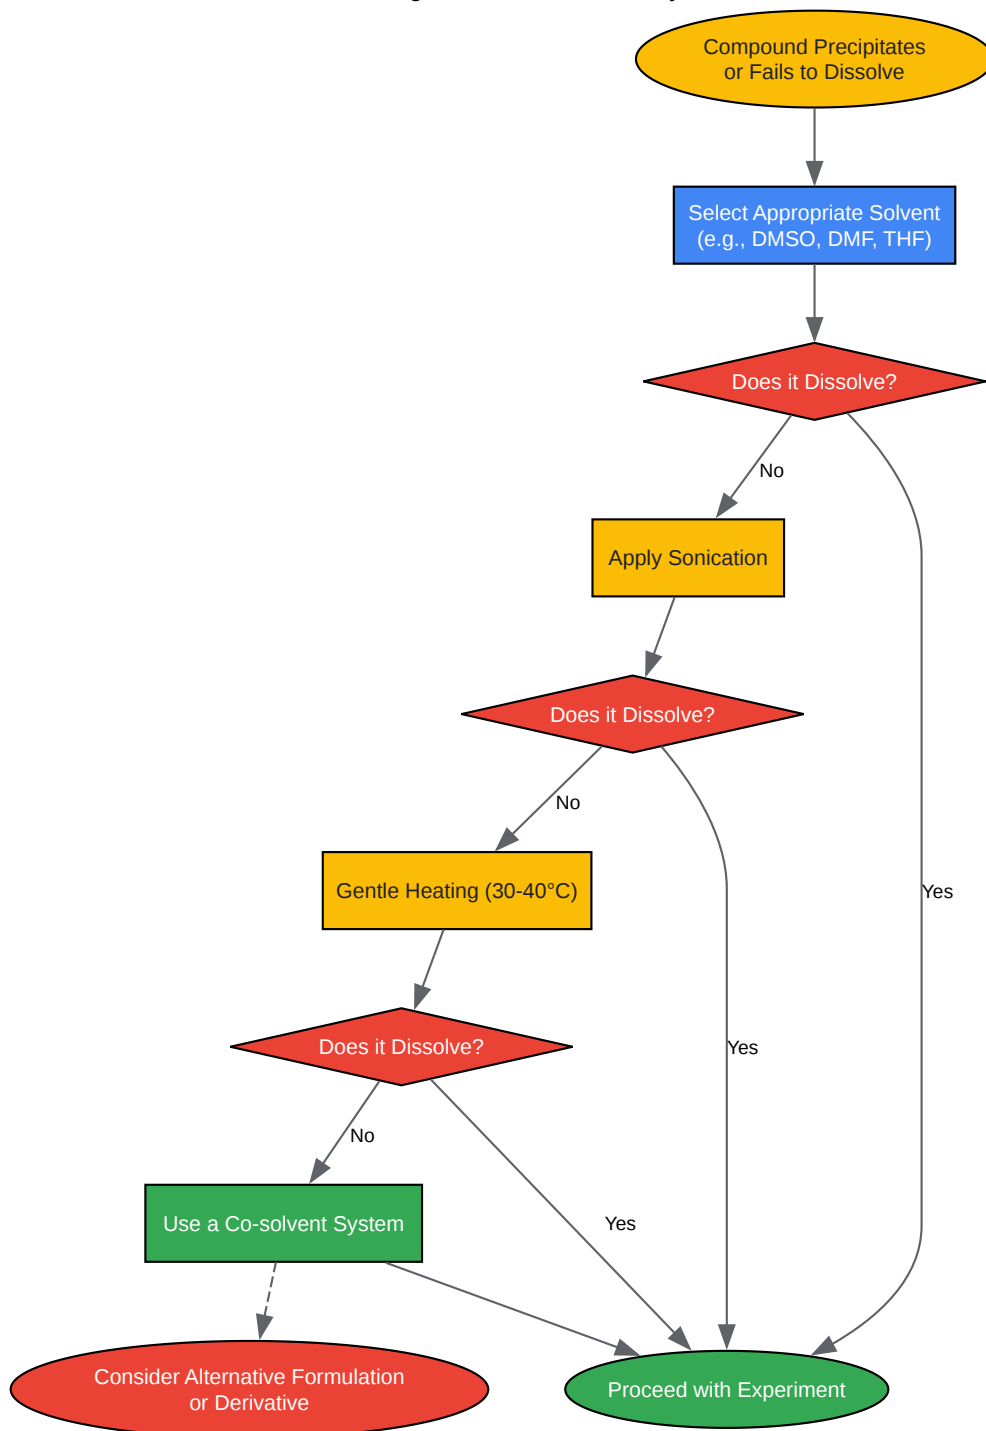 Compound Precipitates
or Fails to Dissolve
Select Appropriate Solvent
(e.g., DMSO, DMF, THF)
Does it Dissolve?
No
Apply Sonication
Does it Dissolve?
No
Gentle Heating (30-40°C)
Yes
Does it Dissolve?
Yes
No
Use a Co-solvent System
Yes
Consider Alternative Formulation
or Derivative
Proceed with Experiment